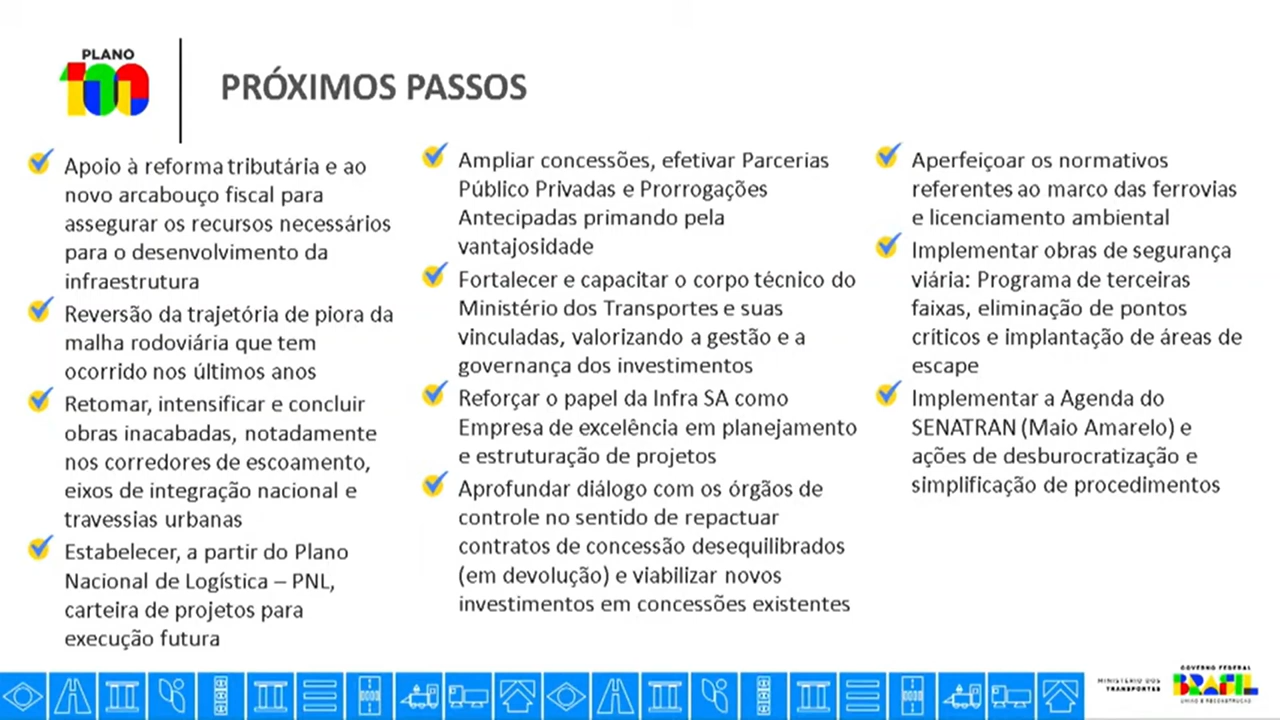 PLANO
100
PRÓXIMOS PASSOS
Apoio à reforma tributária e ao
novo arcabouço fiscal para
assegurar os recursos necessários
para o desenvolvimento da
infraestrutura
Reversão da trajetória de piora da
malha rodoviária que tem
ocorrido nos últimos anos
Retomar, intensificar e concluir
obras inacabadas, notadamente
nos corredores de escoamento,
eixos de integração nacional e
travessias urbanas
Estabelecer, a partir do Plano
Nacional de Logística – PNL,
carteira de projetos para
execução futura
Ampliar concessões, efetivar Parcerias
Público Privadas e Prorrogações
Antecipadas primando pela
vantajosidade
Fortalecer e capacitar o corpo técnico do
Ministério dos Transportes e suas
vinculadas, valorizando a gestão e a
governança dos investimentos
Reforçar o papel da Infra SA como
Empresa de excelência em planejamento
e estruturação de projetos
Aprofundar diálogo com os órgãos de
controle no sentido de repactuar
contratos de concessão desequilibrados
(em devolução) e viabilizar novos
investimentos em concessões existentes
Aperfeiçoar os normativos
referentes ao marco das ferrovias
e licenciamento ambiental
Implementar obras de segurança
viária: Programa de terceiras
faixas, eliminação de pontos
críticos e implantação de áreas de
escape
Implementar a Agenda do
SENATRAN (Maio Amarelo) e
ações de desburocratização e
simplificação de procedimentos
MINISTÉRIO DOS
TRANSPORTES
GOVERNO FEDERAL
BRASIL
UNIÃO E RECONSTRUÇÃO